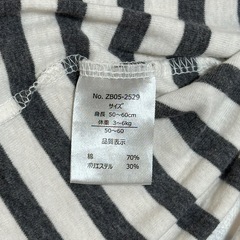 No. ZB05-2529
サイズ
身長 50~60cm
体重 3~6kg
50-60
品質表示
綿 70%
ポリエステル 30%